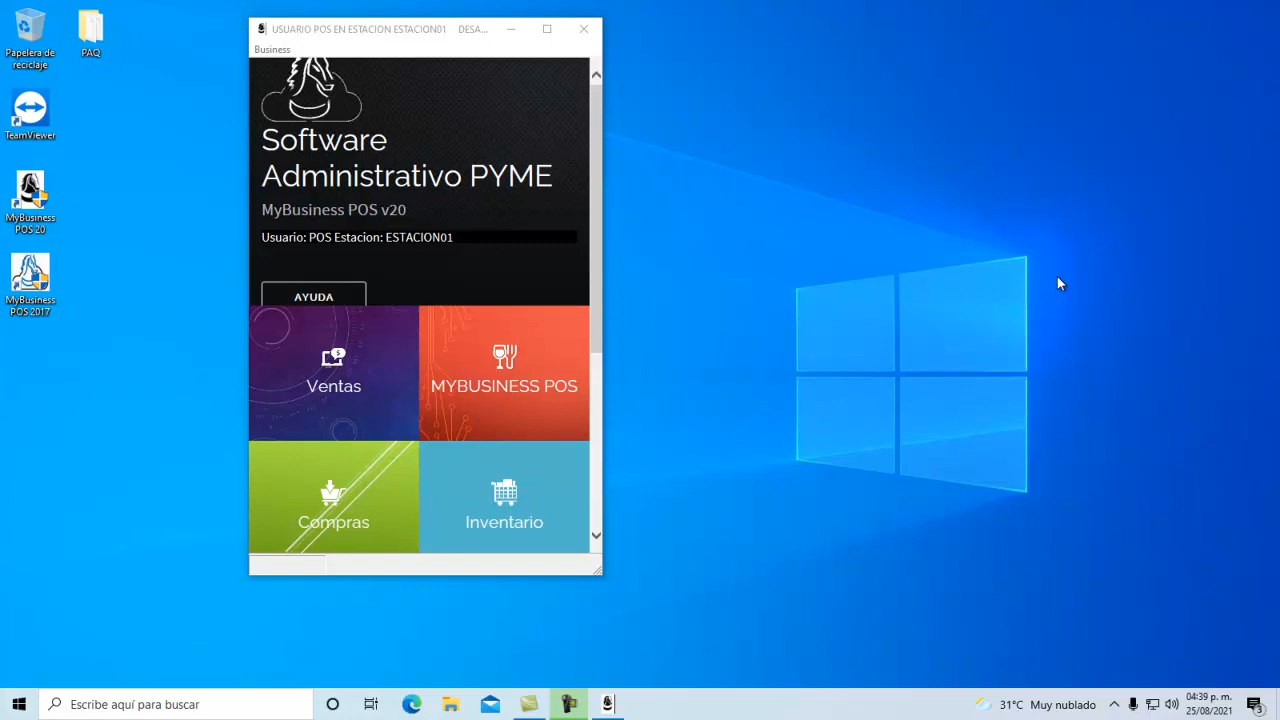 Papelera de
reciclaje
PAQ
TeamViewer
MyBusiness
POS 20
MyBusiness
POS 2017
USUARIO POS EN ESTACION ESTACION01 DESA...
Business
Software
Administrativo PYME
MyBusiness POS v20
Usuario: POS Estacion: ESTACION01
AYUDA
Ventas
MYBUSINESS POS
Compras
Inventario
Escribe aquí para buscar
31°C Muy nublado
04:39 p. m.
25/08/2021
3